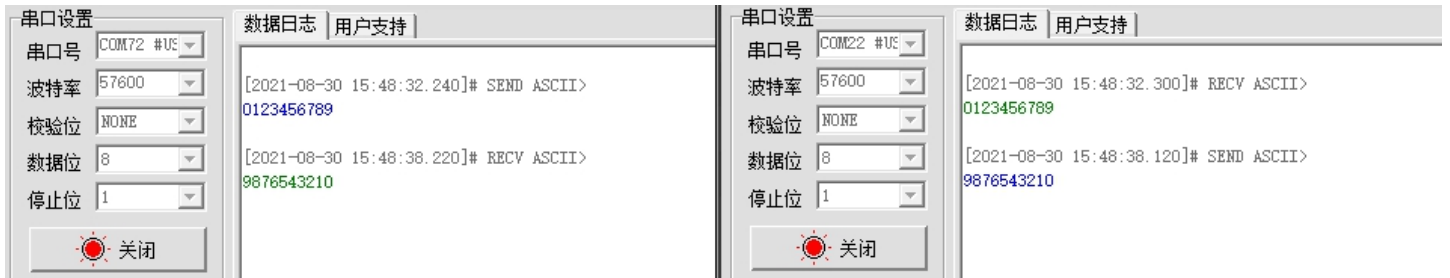 串口设置
串口号 COM72 #US
波特率 57600
校验位 NONE
数据位 8
停止位 1
关闭
数据日志 用户支持
[2021-08-30 15:48:32.240]# SEND ASCII>
0123456789
[2021-08-30 15:48:38.220]# RECV ASCII>
9876543210
串口设置
串口号 COM22 #US
波特率 57600
校验位 NONE
数据位 8
停止位 1
关闭
数据日志 用户支持
[2021-08-30 15:48:32.300]# RECV ASCII>
0123456789
[2021-08-30 15:48:38.120]# SEND ASCII>
9876543210